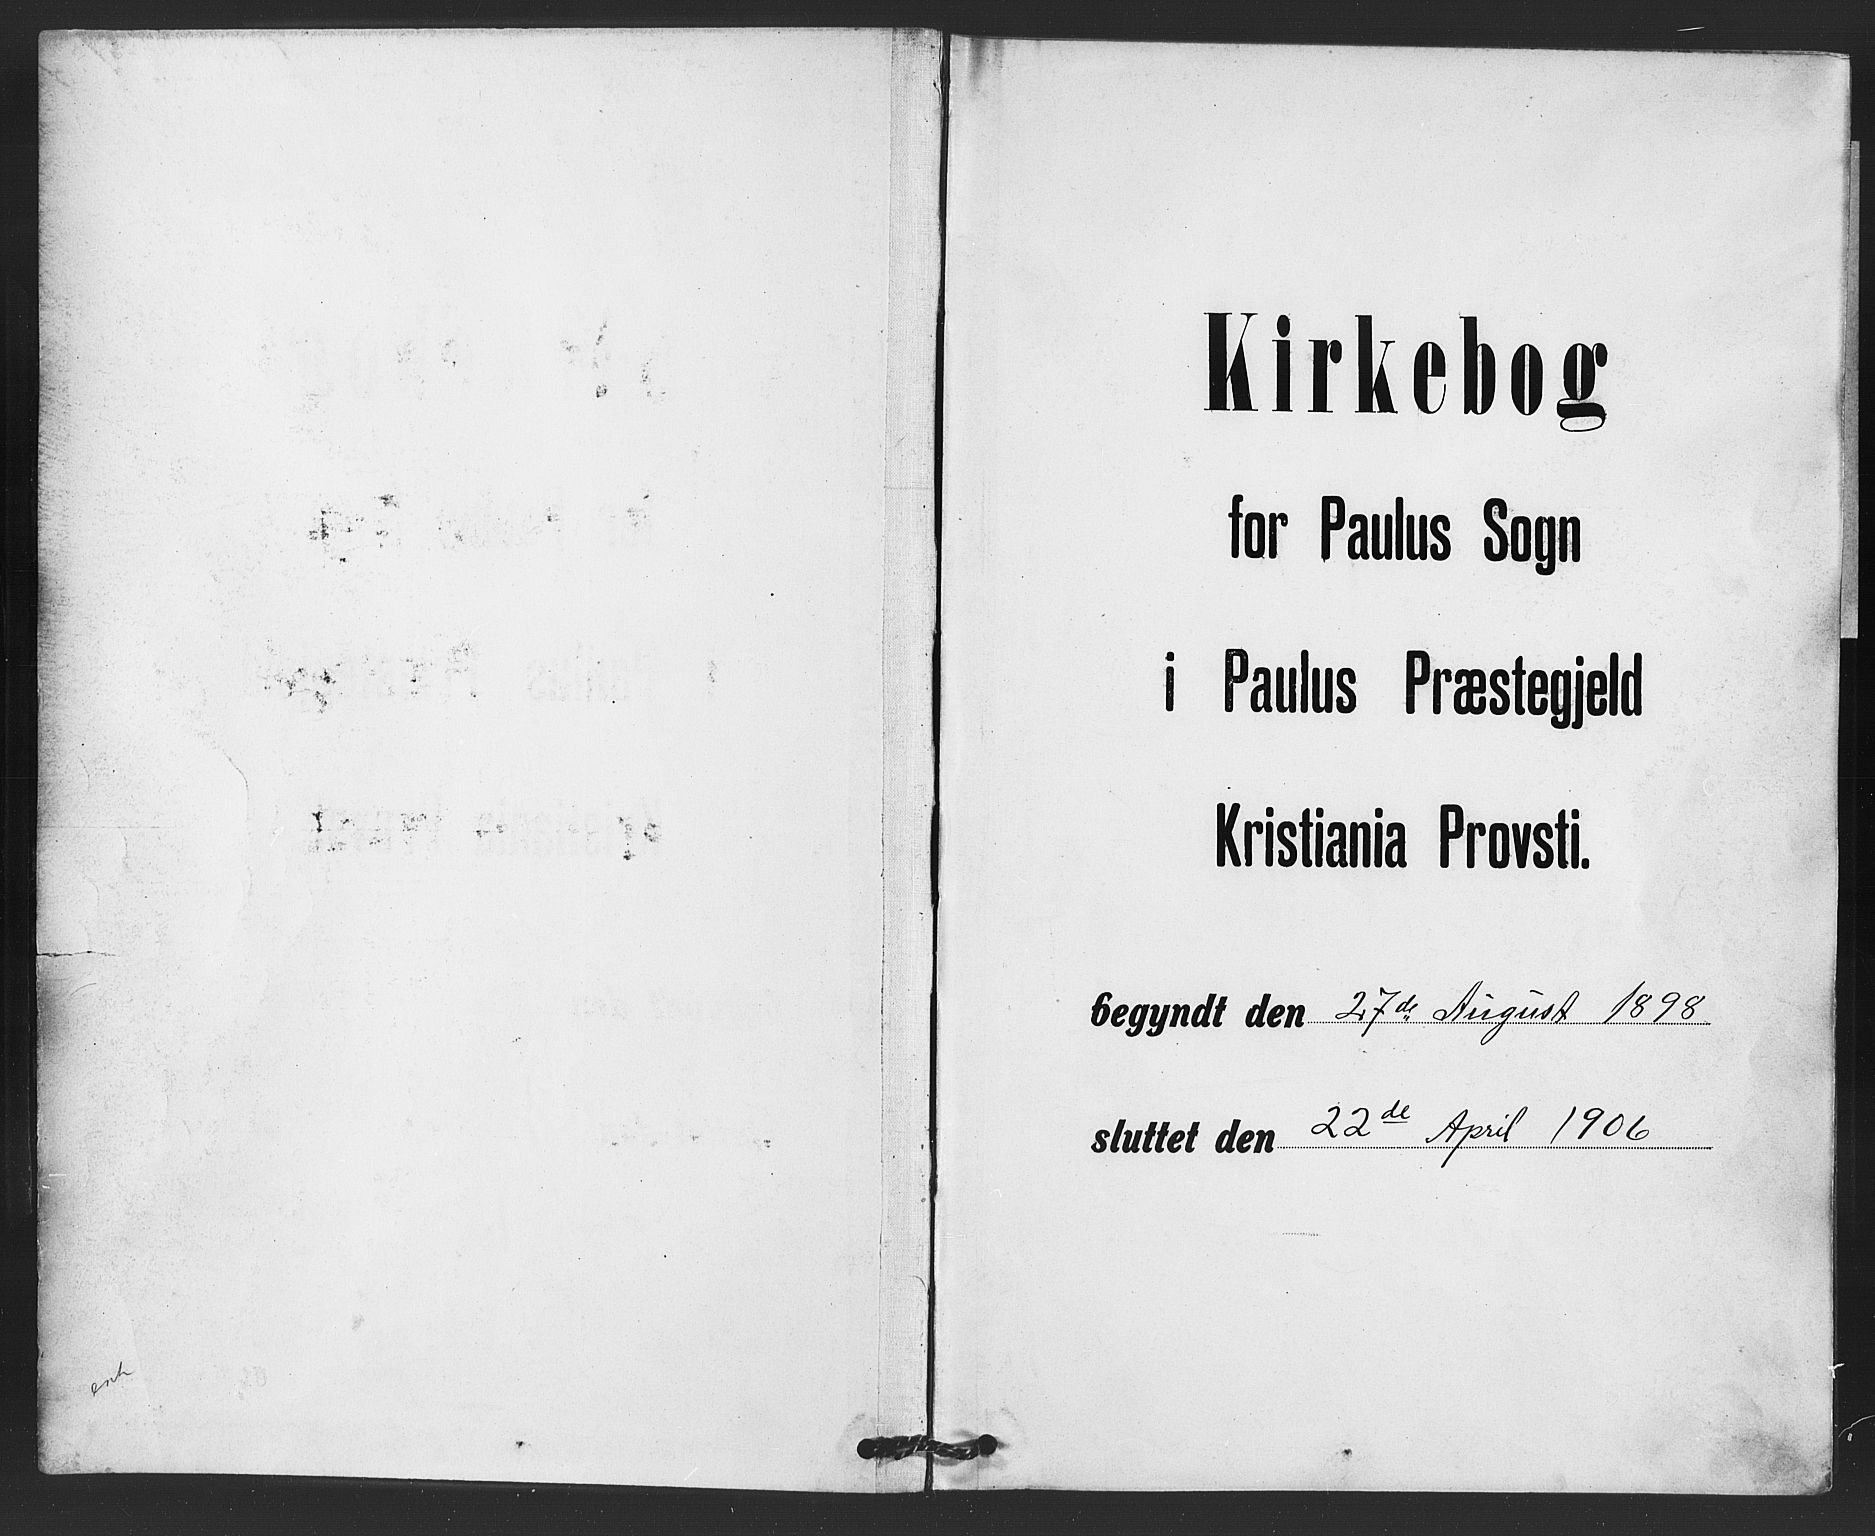 Kirkebog
for Paulus Sogn
i Paulus Præstegjeld
Kristiania Provsti.
begyndt den 27de August 1898
sluttet den 22de April 1906